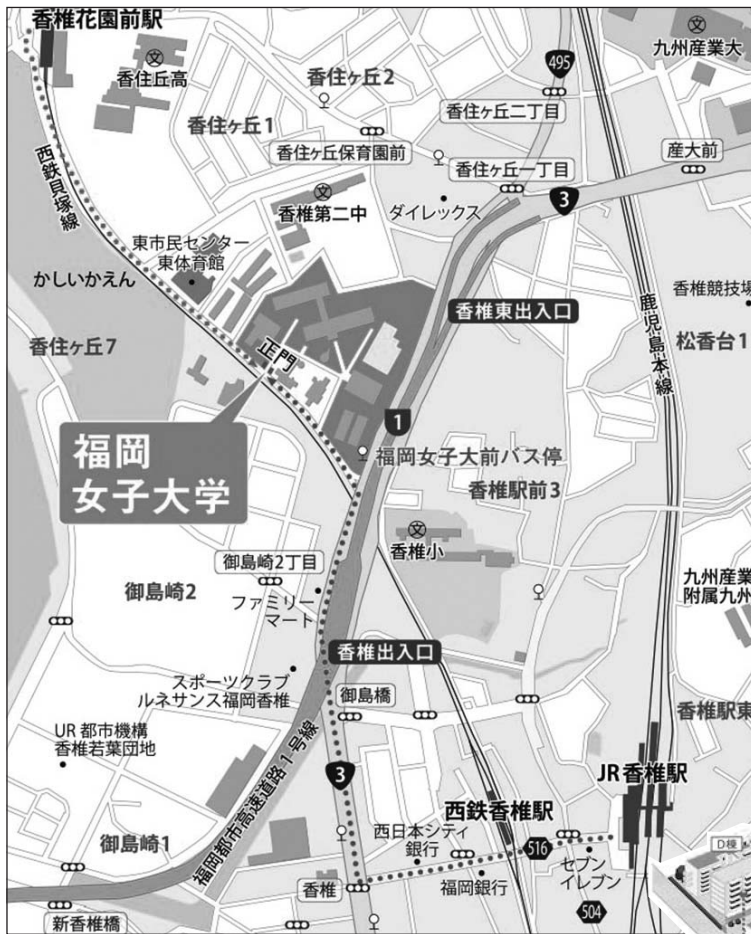 香椎花園前駅
文
香住丘高
香住ヶ丘2
495
文
九州産業大
香住ヶ丘1
香住ヶ丘二丁目
香住ヶ丘保育園前
香住ヶ丘一丁目
産大前
西鉄貝塚線
文
香椎第二中
ダイレックス
3
東市民センター
東体育館
かしいかえん
香椎東出入口
鹿児島本線
香椎競技場
松香台1
香住ヶ丘7
正門
1
福岡
女子大学
福岡女子大前バス停
香椎駅前3
文
香椎小
御島崎2丁目
御島崎2
ファミリー
マート
九州産業
附属九州
香椎出入口
スポーツクラブ
ルネサンス福岡香椎
御島橋
香椎駅東
UR 都市機構
香椎若葉団地
福岡都市高速道路1号線
3
JR香椎駅
西鉄香椎駅
御島崎1
西日本シティ
銀行
516
セブン
イレブン
D棟
香椎
福岡銀行
新香椎橋
504